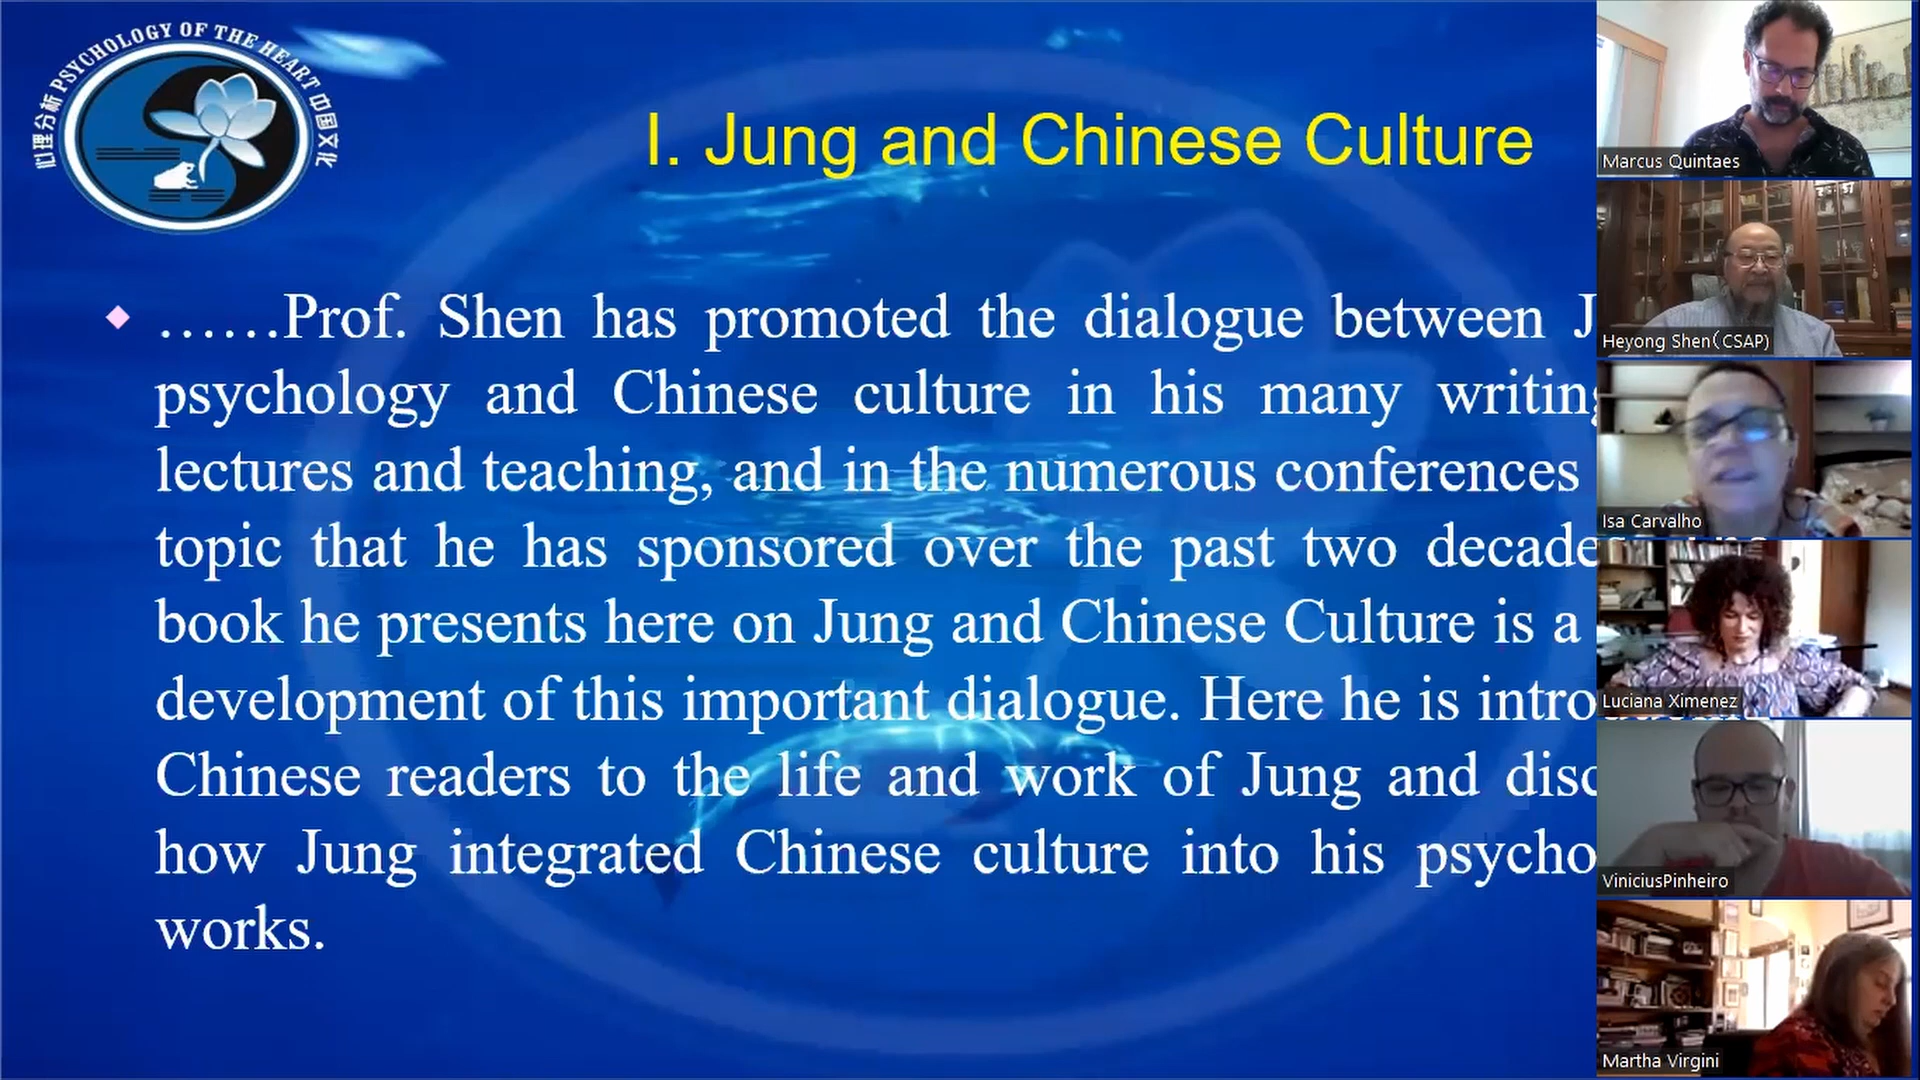 心理分析 PSYCHOLOGY OF THE HEART 中国文化
I. Jung and Chinese Culture
……Prof. Shen has promoted the dialogue between
psychology and Chinese culture in his many
lectures and teaching, and in the numerous conferences
topic that he has sponsored over the past two
book he presents here on Jung and Chinese Culture is a
development of this important dialogue. Here he is
Chinese readers to the life and work of Jung and
how Jung integrated Chinese culture into his
works.
Marcus Quintaes
Heyong Shen(CSAP)
Isa Carvalho
Luciana Ximenez
ViniciusPinheiro
Martha Virgini